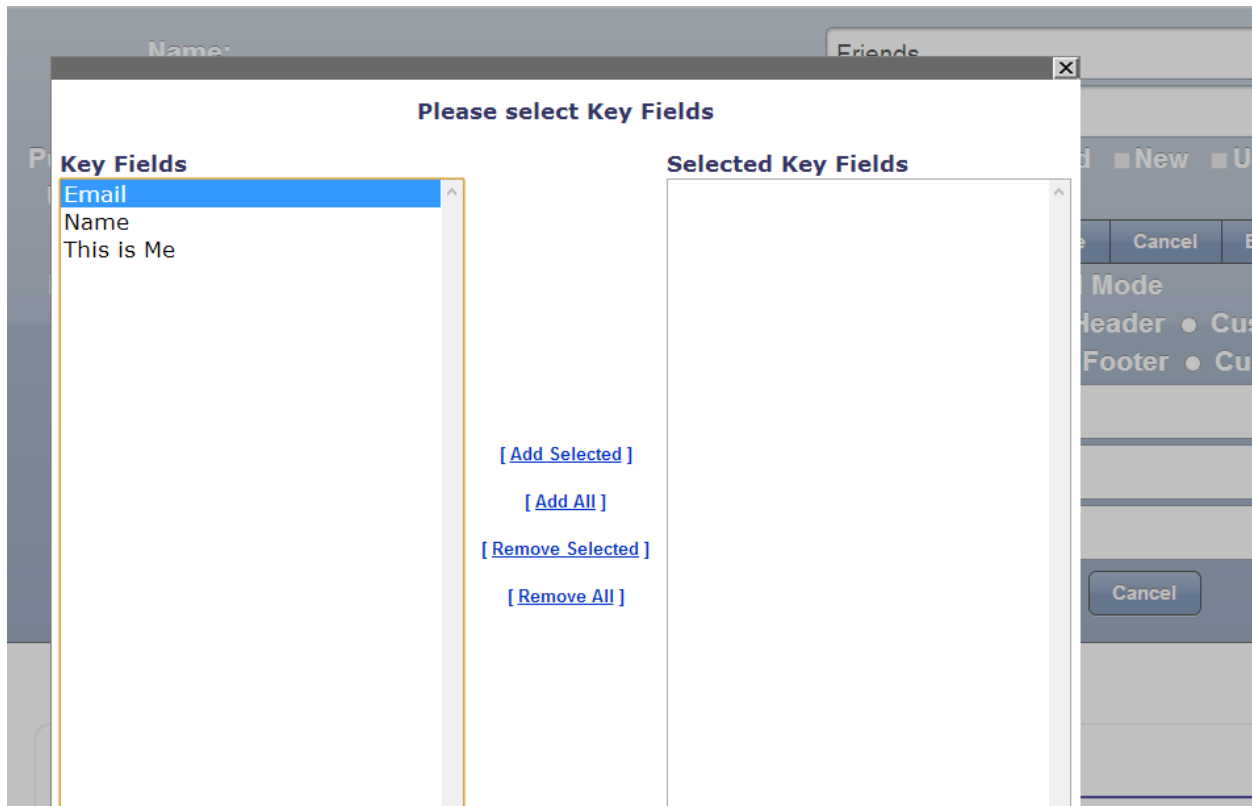 Name:
Friends
Please select Key Fields
Key Fields
Selected Key Fields
New
Email
Name
This is Me
Cancel
Mode
Header
Footer
[ Add Selected ]
[ Add All ]
[ Remove Selected ]
[ Remove All ]
Cancel